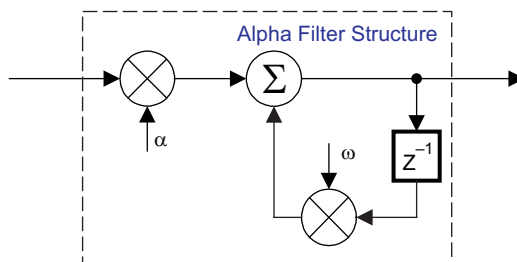 Alpha Filter Structure
Σ
α
ω
z⁻¹